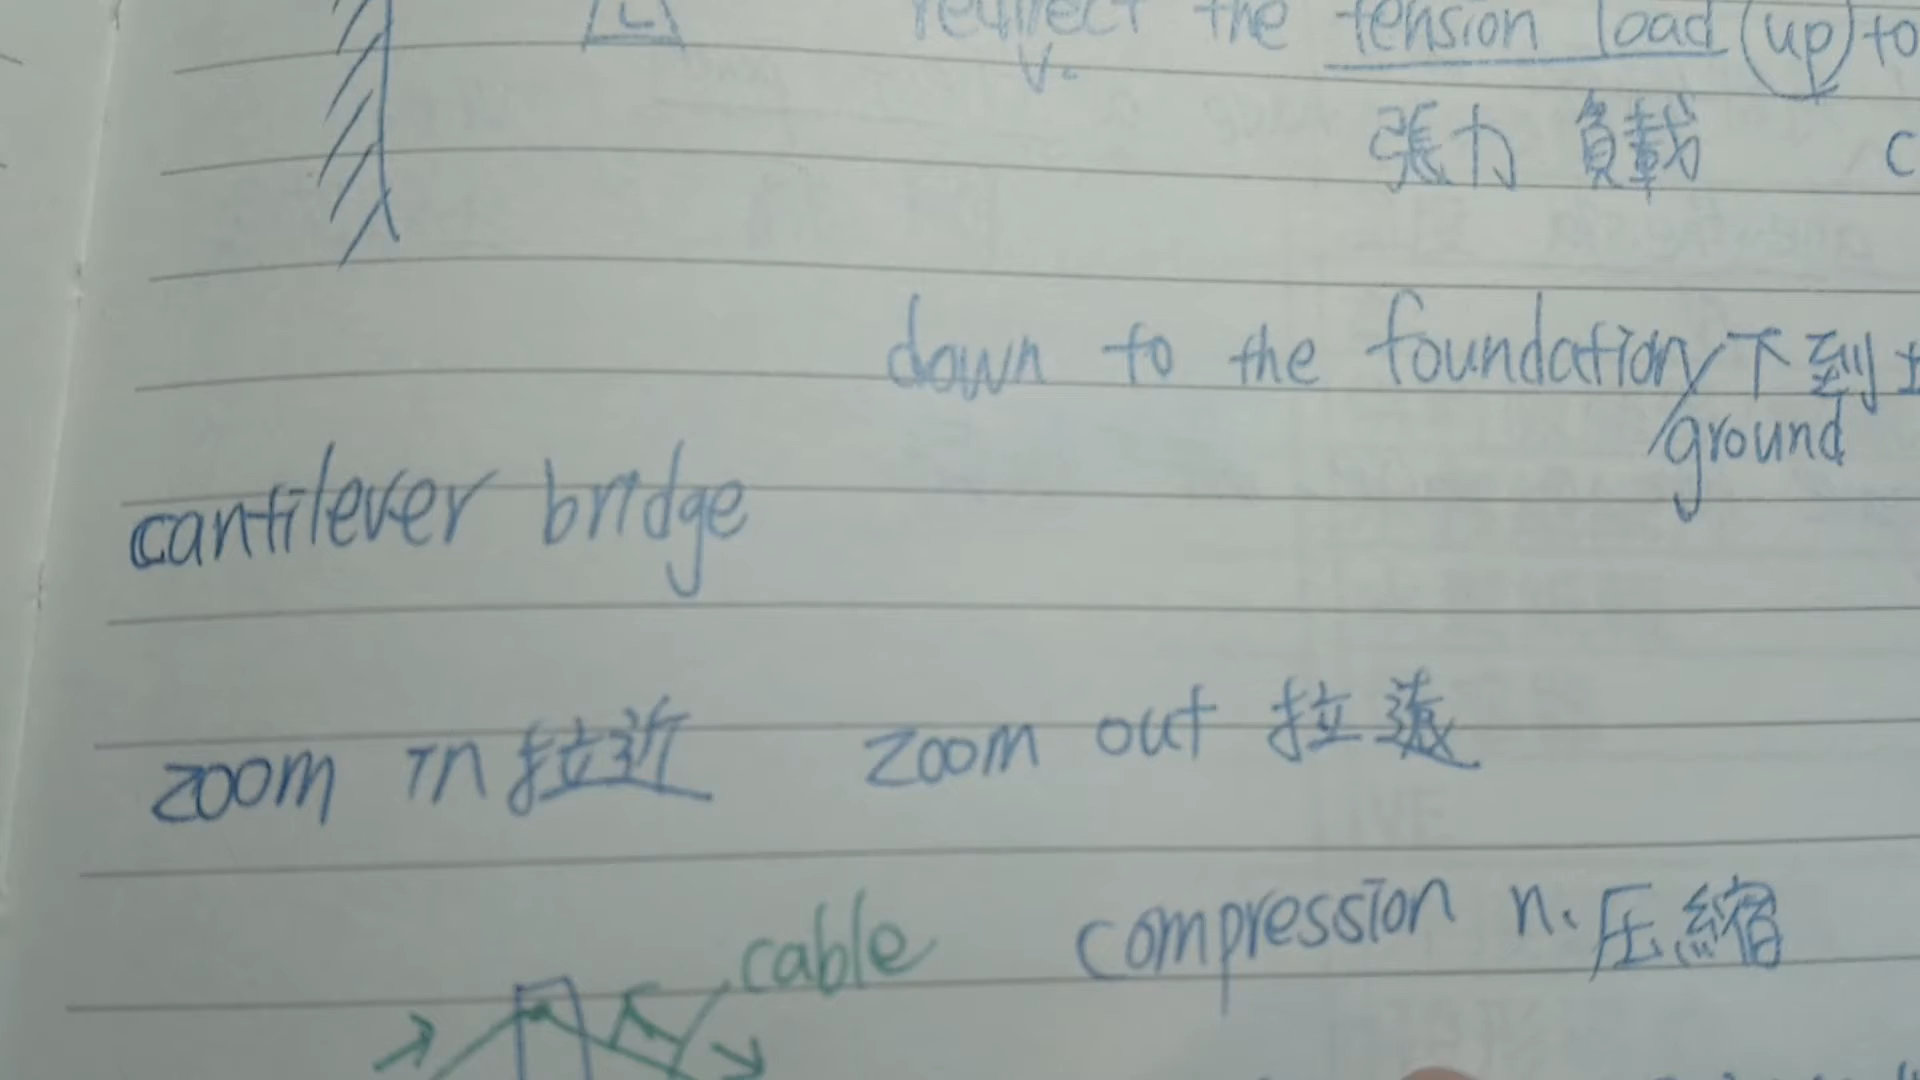 redirect the tension load up to
v.
張力 負載
down to the foundation/下到
/ground
cantilever bridge
zoom in 拉近 zoom out 拉遠
cable compression n. 压縮